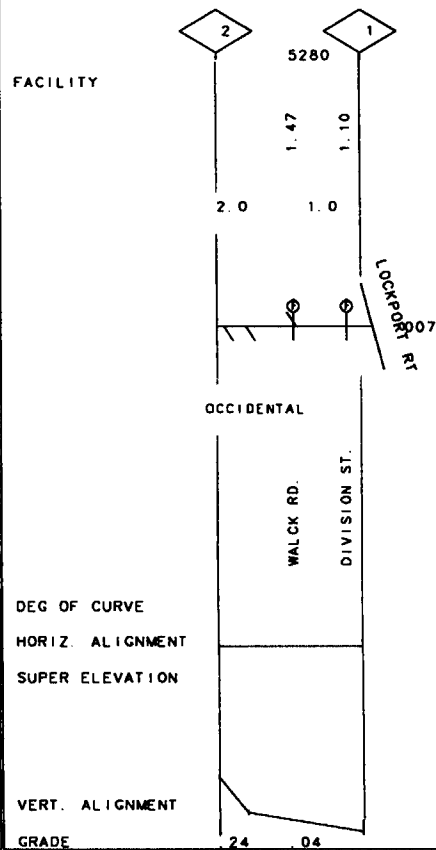 2 1
5280
FACILITY
1.47 1.10
2.0 1.0
LOCKPORT RT
007
OCCIDENTAL
WALCK RD.
DIVISION ST.
DEG OF CURVE
HORIZ. ALIGNMENT
SUPER ELEVATION
VERT. ALIGNMENT
GRADE .24 .04